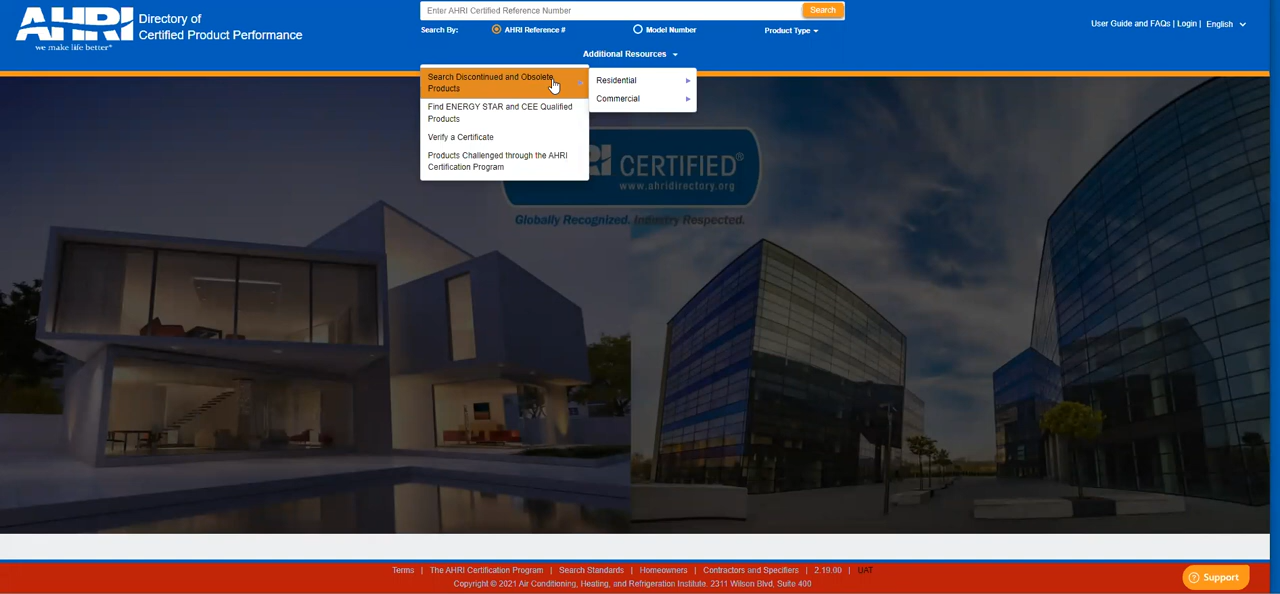 AHRI
we make life better®
Directory of
Certified Product Performance
Enter AHRI Certified Reference Number
Search
Search By:
AHRI Reference #
Model Number
Product Type
User Guide and FAQs | Login | English
Additional Resources
Search Discontinued and Obsolete
Products
Residential
Commercial
Find ENERGY STAR and CEE Qualified
Products
Verify a Certificate
Products Challenged through the AHRI
Certification Program
RI CERTIFIED®
www.ahridirectory.org
Globally Recognized. Industry Respected.
Terms | The AHRI Certification Program | Search Standards | Homeowners | Contractors and Specifiers | 2.19.00 | UAT
Copyright © 2021 Air Conditioning, Heating, and Refrigeration Institute. 2311 Wilson Blvd, Suite 400
Support